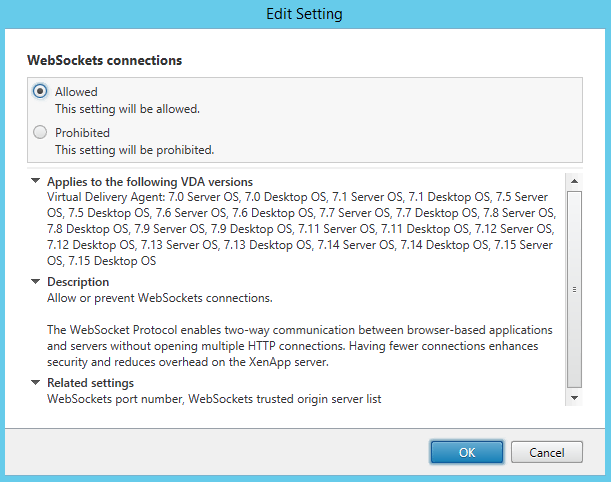 Edit Setting
WebSockets connections
Allowed
This setting will be allowed.
Prohibited
This setting will be prohibited.
Applies to the following VDA versions
Virtual Delivery Agent: 7.0 Server OS, 7.0 Desktop OS, 7.1 Server OS, 7.1 Desktop OS, 7.5 Server
OS, 7.5 Desktop OS, 7.6 Server OS, 7.6 Desktop OS, 7.7 Server OS, 7.7 Desktop OS, 7.8 Server OS,
7.8 Desktop OS, 7.9 Server OS, 7.9 Desktop OS, 7.11 Server OS, 7.11 Desktop OS, 7.12 Server OS,
7.12 Desktop OS, 7.13 Server OS, 7.13 Desktop OS, 7.14 Server OS, 7.14 Desktop OS, 7.15 Server
OS, 7.15 Desktop OS
Description
Allow or prevent WebSockets connections.
The WebSocket Protocol enables two-way communication between browser-based applications
and servers without opening multiple HTTP connections. Having fewer connections enhances
security and reduces overhead on the XenApp server.
Related settings
WebSockets port number, WebSockets trusted origin server list
OK
Cancel